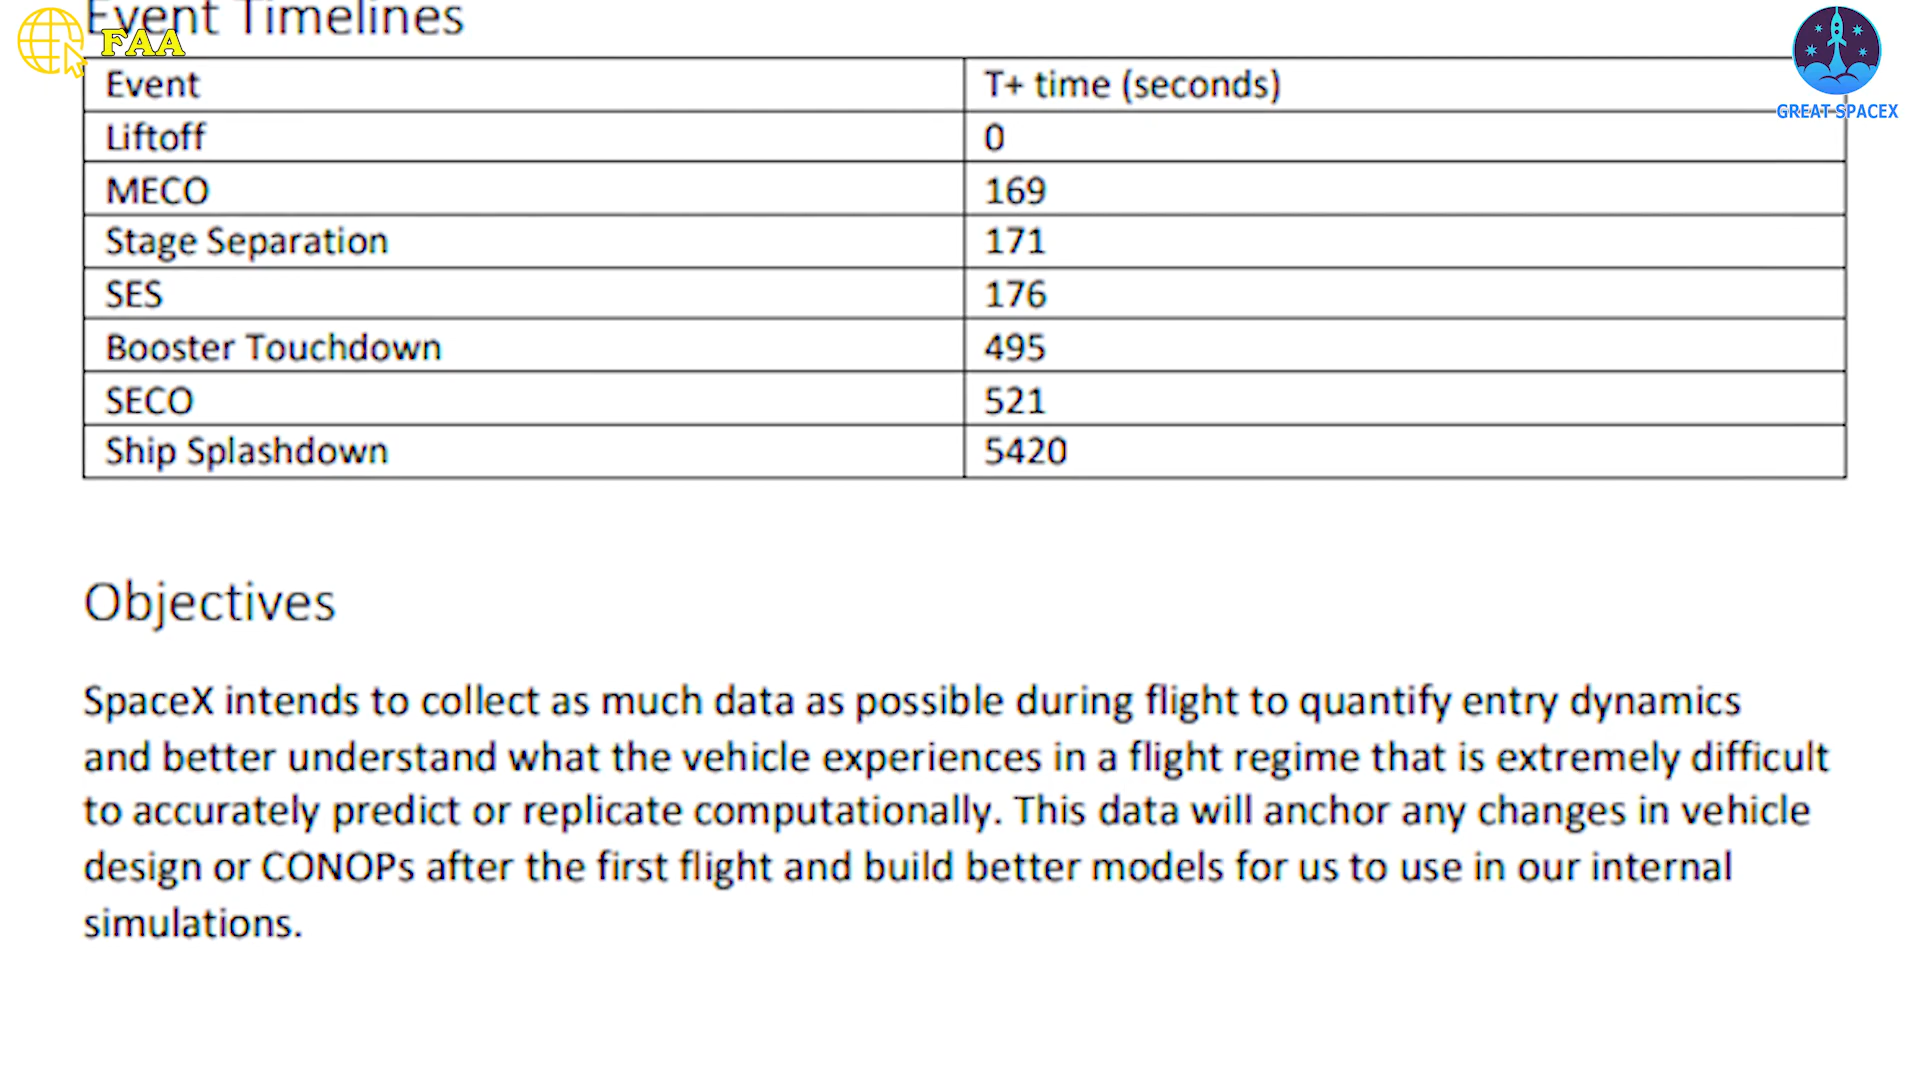 Event Timelines
FAA
GREAT SPACEX
Event T+ time (seconds)
Liftoff 0
MECO 169
Stage Separation 171
SES 176
Booster Touchdown 495
SECO 521
Ship Splashdown 5420
Objectives
SpaceX intends to collect as much data as possible during flight to quantify entry dynamics
and better understand what the vehicle experiences in a flight regime that is extremely difficult
to accurately predict or replicate computationally. This data will anchor any changes in vehicle
design or CONOPs after the first flight and build better models for us to use in our internal
simulations.